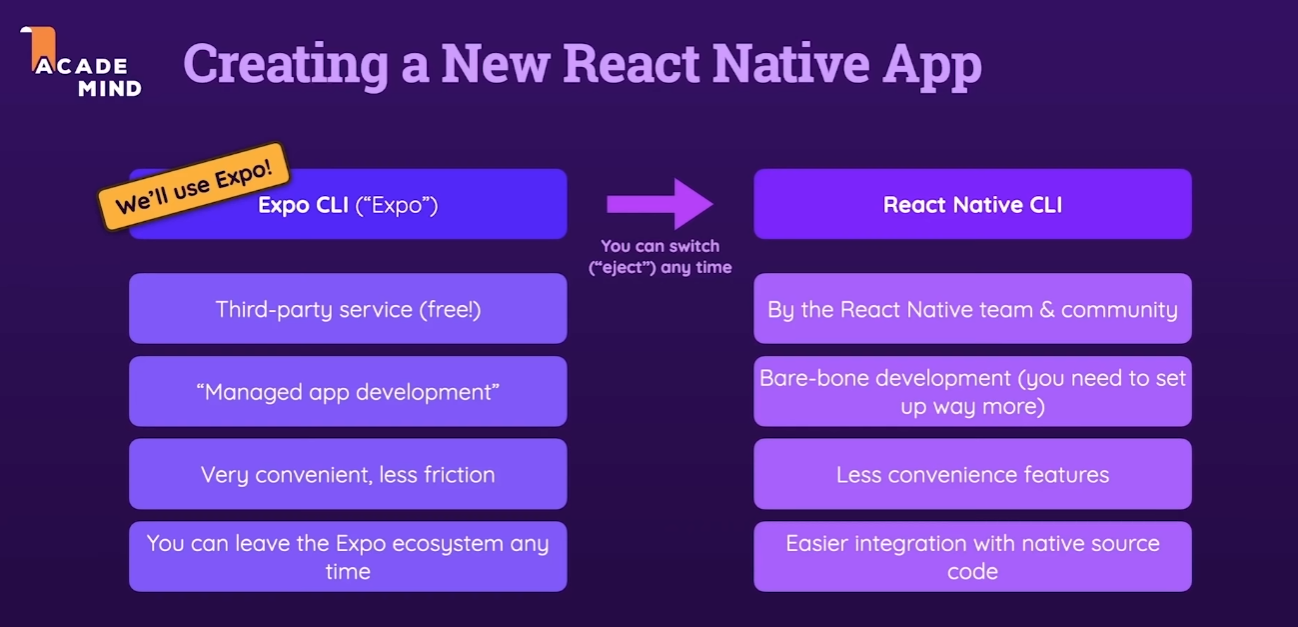 ACADE
MIND
Creating a New React Native App
We'll use Expo!
Expo CLI (“Expo”)
You can switch
(“eject”) any time
React Native CLI
Third-party service (free!)
By the React Native team & community
“Managed app development”
Bare-bone development (you need to set
up way more)
Very convenient, less friction
Less convenience features
You can leave the Expo ecosystem any
time
Easier integration with native source
code